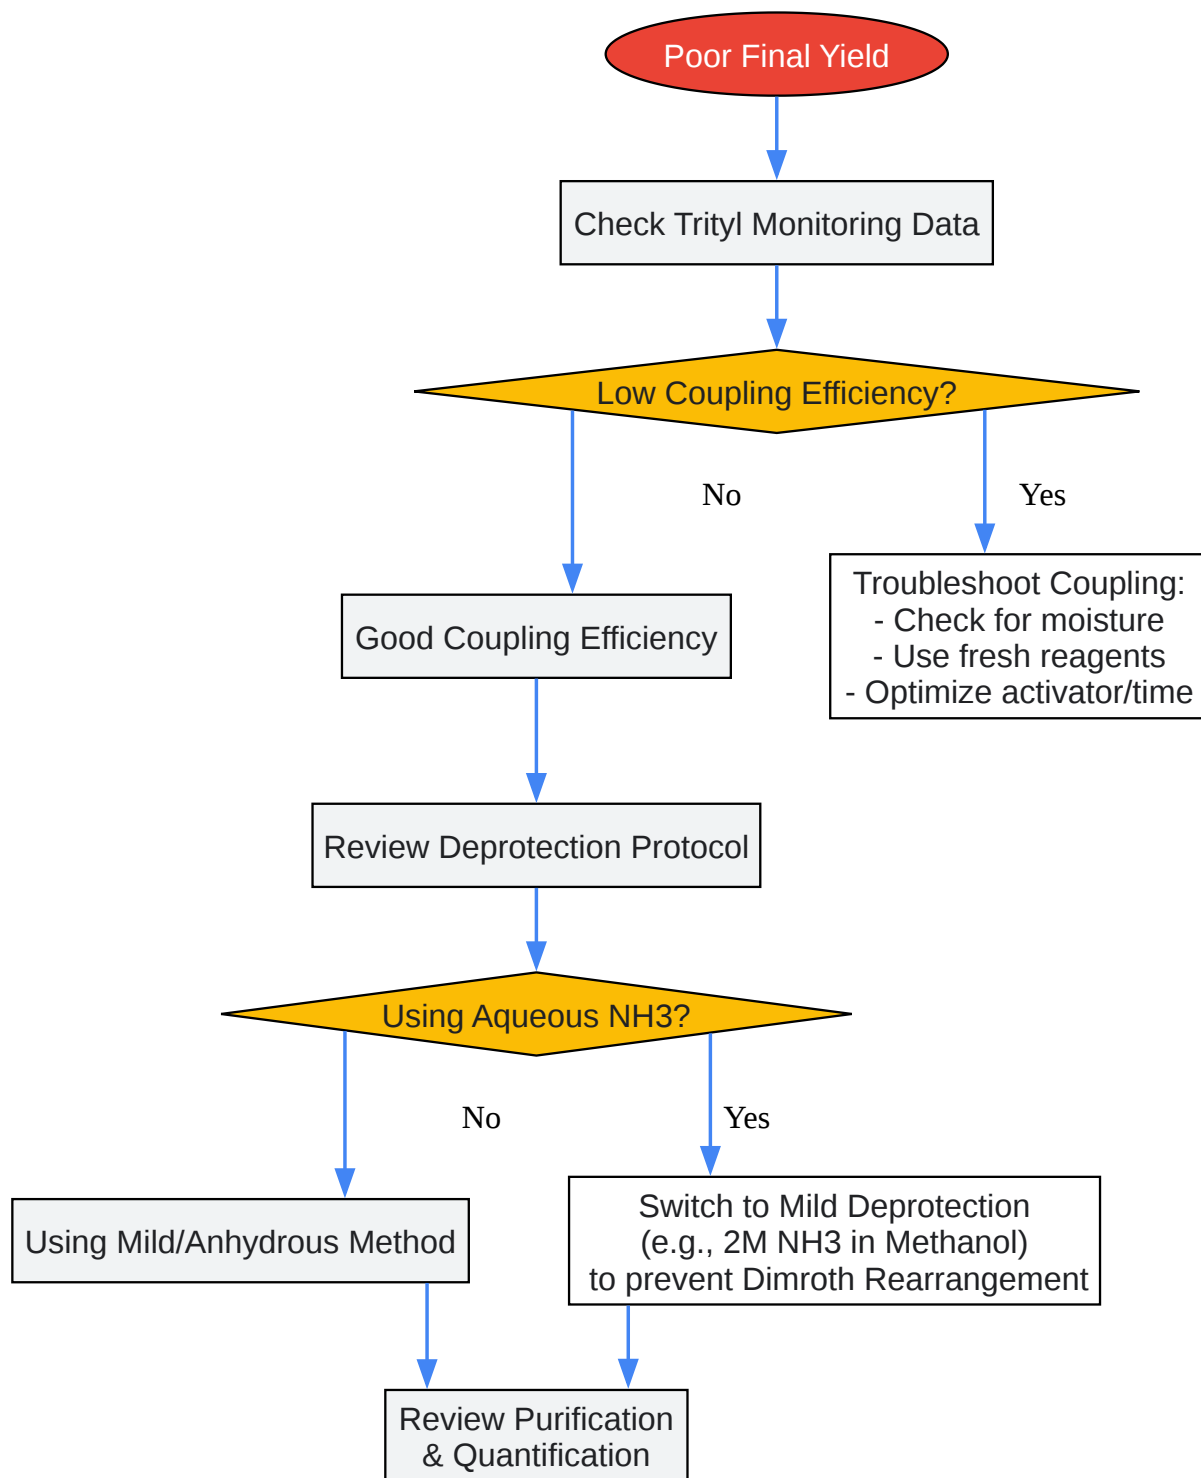 Poor Final Yield
Check Trityl Monitoring Data
Low Coupling Efficiency?
No
Yes
Troubleshoot Coupling:
- Check for moisture
- Use fresh reagents
- Optimize activator/time
Good Coupling Efficiency
Review Deprotection Protocol
Using Aqueous NH3?
No
Yes
Using Mild/Anhydrous Method
Switch to Mild Deprotection
(e.g., 2M NH3 in Methanol)
to prevent Dimroth Rearrangement
Review Purification
& Quantification